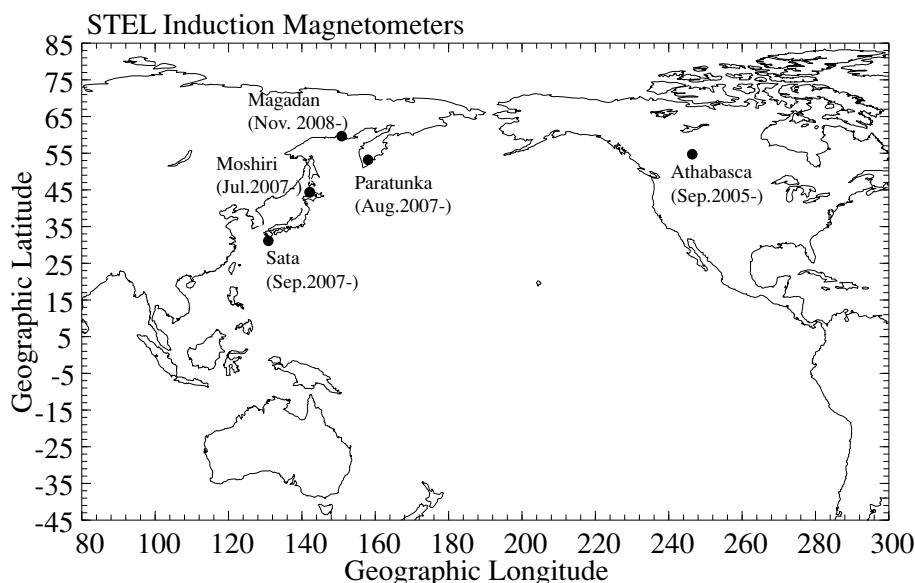 STEL Induction Magnetometers
85
75
65
55
45
35
25
15
5
-5
-15
-25
-35
-45
Geographic Latitude
Magadan
(Nov. 2008-)
Moshiri
(Jul.2007-)
Paratunka
(Aug.2007-)
Sata
(Sep.2007-)
Athabasca
(Sep.2005-)
80 100 120 140 160 180 200 220 240 260 280 300
Geographic Longitude